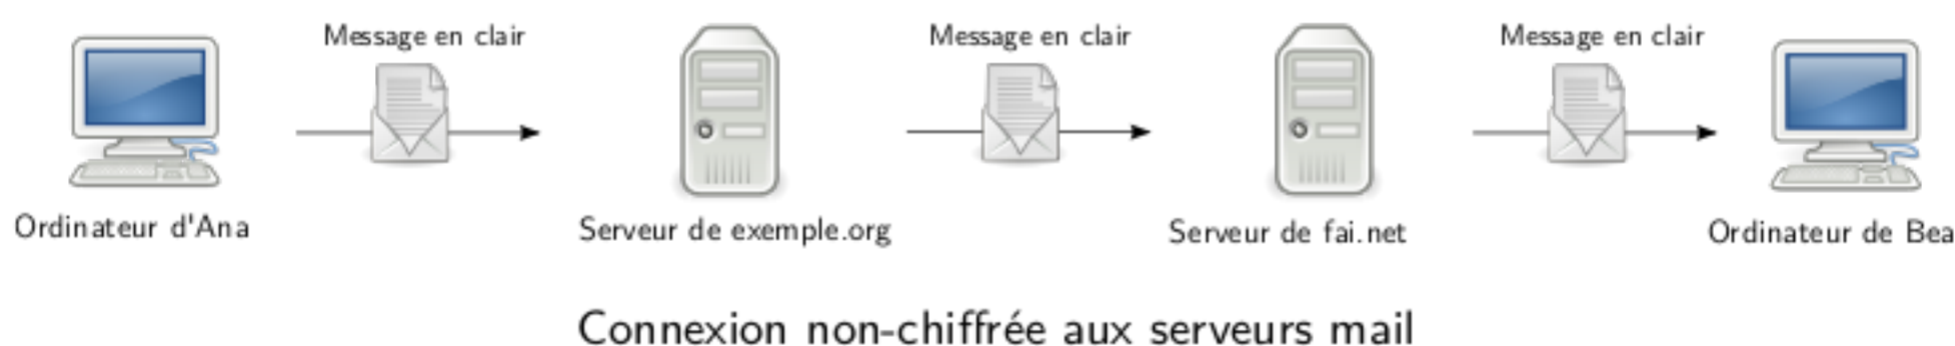 Message en clair
Message en clair
Message en clair
Ordinateur d'Ana
Serveur de exemple.org
Serveur de fai.net
Ordinateur de Bea
Connexion non-chiffrée aux serveurs mail